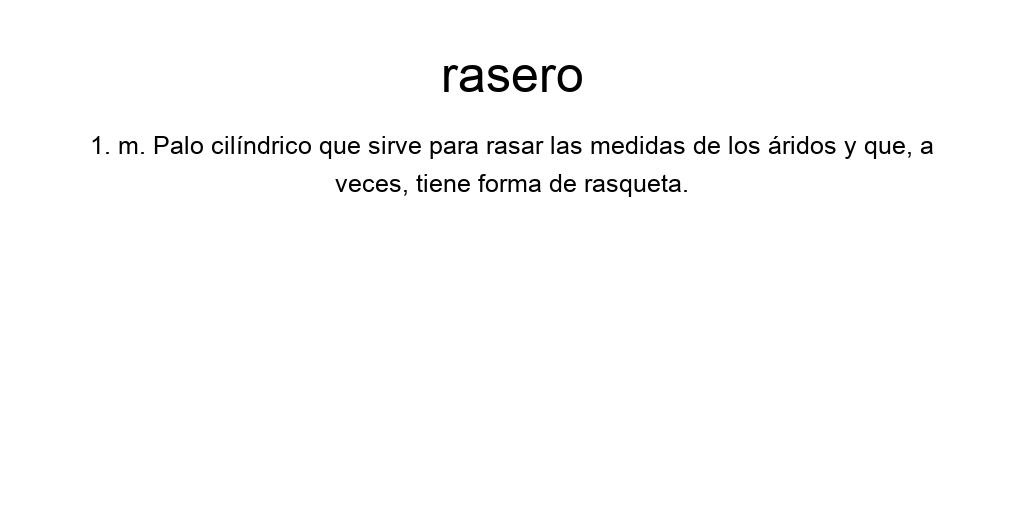 rasero
1. m. Palo cilíndrico que sirve para rasar las medidas de los áridos y que, a
veces, tiene forma de rasqueta.